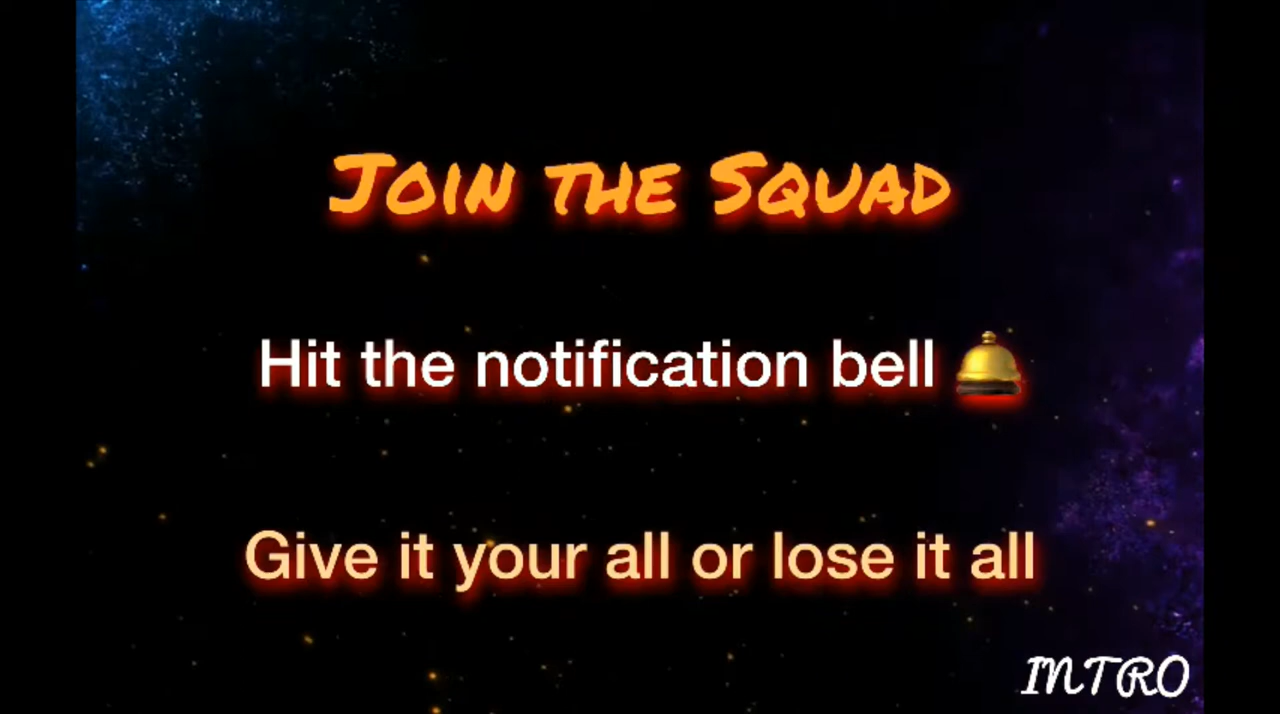 Join the Squad
Hit the notification bell 🛎️
Give it your all or lose it all
INTRO